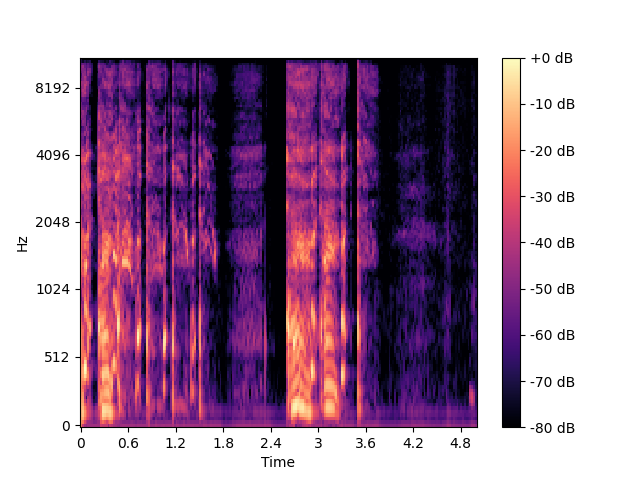 +0 dB
8192
-10 dB
4096
-20 dB
-30 dB
2048
Hz
-40 dB
1024
-50 dB
512
-60 dB
-70 dB
0
-80 dB
0 0.6 1.2 1.8 2.4 3 3.6 4.2 4.8
Time